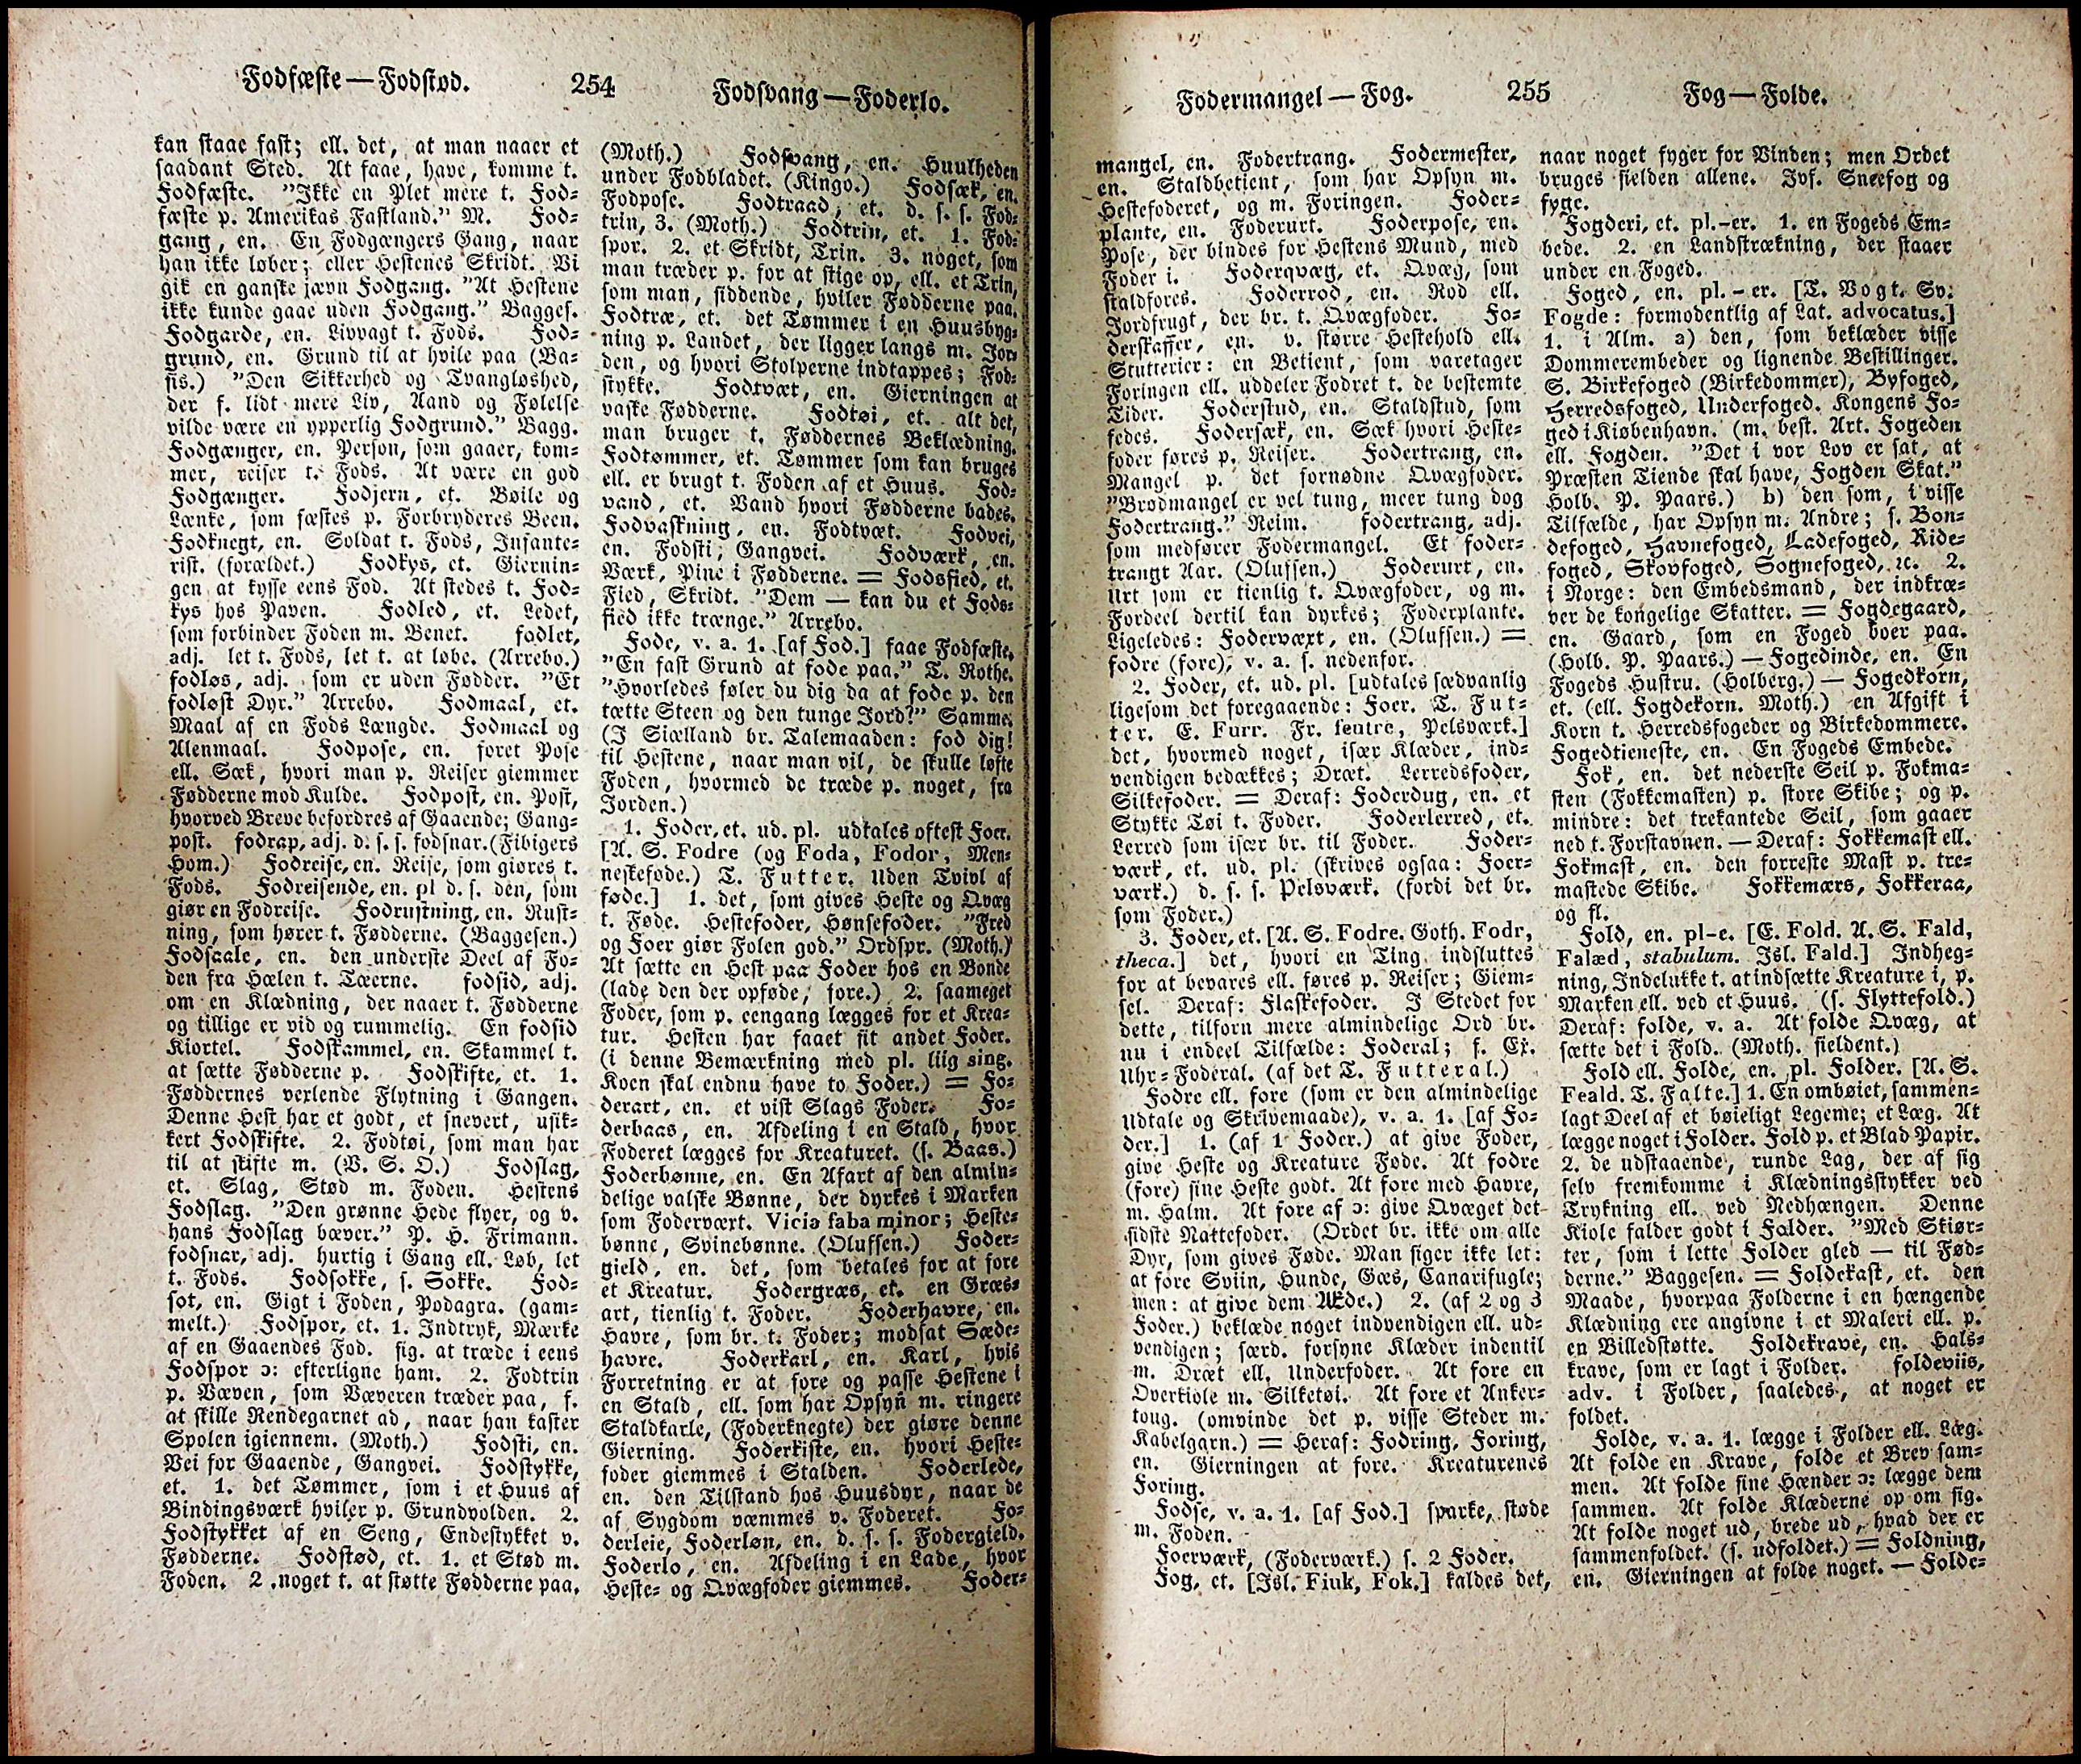 Fodfæste — Fodstød.
254
Fodsvang — Foderlo.
kan staae fast; ell. det, at man naaer et
saadant Sted. At faae, have, komme t.
Fodfæste. "Ikke en Plet mere t. Fod-
fæste p. Amerikas Fastland." M. Fod-
gang, en. En Fodgængers Gang, naar
han ikke løber; eller Hestenes Skridt. Vi
gik en ganske jævn Fodgang. "At Hestene
ikke kunde gaae uden Fodgang." Bagges.
Fodgarde, en. Livvagt t. Fods. Fod-
grund, en. Grund til at hvile paa (Ba-
sis.) "Den Sikkerhed og Tvangløshed,
der f. lidt mere Liv, Aand og Følelse
vilde være en ypperlig Fodgrund." Bagg.
Fodgænger, en. Person, som gaaer, kom-
mer, reiser t. Fods. At være en god
Fodgænger. Fodjern, et. Bøile og
Lænke, som fæstes p. Forbryderes Been.
Fodknegt, en. Soldat t. Fods, Infante-
rist. (forældet.) Fodkys, et. Giernin-
gen at kysse eens Fod. At stedes t. Fod-
kys hos Paven. Fodled, et. Ledet,
som forbinder Foden m. Benet. fodlet,
adj. let t. Fods, let t. at løbe. (Arrebo.)
fodløs, adj. som er uden Fødder. "Et
fodløst Dyr." Arrebo. Fodmaal, et.
Maal af en Fods Længde. Fodmaal og
Alenmaal. Fodpose, en. foret Pose
ell. Sæk, hvori man p. Reiser giemmer
Fødderne mod Kulde. Fodpost, en. Post,
hvorved Breve befordres af Gaaende; Gang-
post. fodrap, adj. d. s. s. fodsnar. (Fibigers
Hom.) Fodreise, en. Reise, som giøres t.
Fods. Fodreisende, en. pl d. s. den, som
giør en Fodreise. Fodrustning, en. Rust-
ning, som hører t. Fødderne. (Baggesen.)
Fodsaale, en. den underste Deel af Fo-
den fra Hælen t. Tæerne. fodsid, adj.
om en Klædning, der naaer t. Fødderne
og tillige er vid og rummelig. En fodsid
Kiortel. Fodskammel, en. Skammel t.
at sætte Fødderne p. Fodskifte, et. 1.
Føddernes vexlende Flytning i Gangen.
Denne Hest har et godt, et snevert, usik-
kert Fodskifte. 2. Fodtøi, som man har
til at skifte m. (V. S. O.) Fodslag,
et. Slag, Stød m. Foden. Hestens
Fodslag. "Den grønne Hede flyer, og v.
hans Fodslag bæver." P. H. Frimann.
fodsnar, adj. hurtig i Gang ell. Løb, let
t. Fods. Fodsokke, s. Sokke. Fod-
sot, en. Gigt i Foden, Podagra. (gam-
melt.) Fodspor, et. 1. Indtryk, Mærke
af en Gaaendes Fod. fig. at træde i eens
Fodspor ɔ: efterligne ham. 2. Fodtrin
p. Væven, som Væveren træder paa, f.
at skille Rendegarnet ad, naar han kaster
Spolen igiennem. (Moth.) Fodsti, en.
Vei for Gaaende, Gangvei. Fodstykke,
et. 1. det Tømmer, som i et Huus af
Bindingsværk hviler p. Grundvolden. 2.
Fodstykket af en Seng, Endestykket v.
Fødderne. Fodstød, et. 1. et Stød m.
Foden. 2. noget t. at støtte Fødderne paa.
(Moth.) Fodsvang, en. Huulheden
under Fodbladet. (Kingo.) Fodsæk, en.
Fodpose. Fodtraad, et. d. s. s. Fod-
trin, 3. (Moth.) Fodtrin, et. 1. Fod-
spor. 2. et Skridt, Trin. 3. noget, som
man træder p. for at stige op, ell. et Trin,
som man, siddende, hviler Fødderne paa.
Fodtræ, et. det Tømmer i en Huusbyg-
ning p. Landet, der ligger langs m. Jor-
den, og hvori Stolperne indtappes; Fod-
stykke. Fodtvæt, en. Gierningen at
vaske Fødderne. Fodtøi, et. alt det,
man bruger t. Føddernes Beklædning.
Fodtømmer, et. Tømmer som kan bruges
ell. er brugt t. Foden af et Huus. Fod-
vand, et. Vand hvori Fødderne bades.
Fodvaskning, en. Fodtvæt. Fodvei,
en. Fodsti, Gangvei. Fodværk, en.
Værk, Pine i Fødderne. = Fodsfied, et.
Fied, Skridt. "Dem — kan du et Fods-
fied ikke trænge." Arrebo.
Fode, v. a. 1. [af Fod.] faae Fodfæste.
"En fast Grund at fode paa." T. Rothe.
"Hvorledes føler du dig da at fode p. den
tætte Steen og den tunge Jord?" Samme.
(I Siælland br. Talemaaden: fod dig!
til Hestene, naar man vil, de skulle løfte
Foden, hvormed de træde p. noget, fra
Jorden.)
1. Foder, et. ud. pl. udtales oftest Foer.
[A. S. Fodre (og Foda, Fodor, Men-
neskeføde.) T. Futter. Uden Tvivl af
føde.] 1. det, som gives Heste og Qvæg
t. Føde. Hestefoder, Hønsefoder. "Fred
og Foer giør Folen god." Ordspr. (Moth.)
At sætte en Hest paa Foder hos en Bonde
(lade den der opføde, fore.) 2. saameget
Foder, som p. eengang lægges for et Krea-
tur. Hesten har faaet sit andet Foder.
(i denne Bemærkning med pl. liig sing.
Koen skal endnu have to Foder.) = Fo-
derart, en. et vist Slags Foder. Fo-
derbaas, en. Afdeling i en Stald, hvor
Foderet lægges for Kreaturet. (s. Baas.)
Foderbønne, en. En Afart af den almin-
delige valske Bønne, der dyrkes i Marken
som Fodervæxt. Vicia faba minor; Heste-
bønne, Svinebønne. (Olufsen.) Foder-
gield, en. det, som betales for at fore
et Kreatur. Fodergræs, et. en Græs-
art, tienlig t. Foder. Foderhavre, en.
Havre, som br. t. Foder; modsat Sæde-
havre. Foderkarl, en. Karl, hvis
Forretning er at fore og passe Hestene i
en Stald, ell. som har Opsyn m. ringere
Staldkarle, (Foderknegte) der giøre denne
Gierning. Foderkiste, en. hvori Heste-
foder giemmes i Stalden. Foderlede,
en. den Tilstand hos Huusdyr, naar de
af Sygdom væmmes v. Foderet. Fo-
derleie, Foderløn, en. d. s. s. Fodergield.
Foderlo, en. Afdeling i en Lade, hvor
Heste- og Qvægfoder giemmes. Foder-
Fodermangel — Fog.
255
Fog — Folde.
mangel, en. Fodertrang. Fodermester,
en. Staldbetient, som har Opsyn m.
Hestefoderet, og m. Foringen. Foder-
plante, en. Foderurt. Foderpose, en.
Pose, der bindes for Hestens Mund, med
Foder i. Foderqvæg, et. Qvæg, som
staldfores. Foderrod, en. Rod ell.
Jordfrugt, der br. t. Qvægfoder. Fo-
derskaffer, en. v. større Hestehold ell.
Stutterier: en Betient, som varetager
Foringen ell. uddeler Fodret t. de bestemte
Tider. Foderstud, en. Staldstud, som
fedes. Fodersæk, en. Sæk hvori Heste-
foder føres p. Reiser. Fodertrang, en.
Mangel p. det fornødne Qvægfoder.
"Brødmangel er vel tung, meer tung dog
Fodertrang." Reim. fodertrang, adj.
som medfører Fodermangel. Et foder-
trangt Aar. (Olufsen.) Foderurt, en.
Urt som er tienlig t. Qvægfoder, og m.
Fordeel dertil kan dyrkes; Foderplante.
Ligeledes: Fodervæxt, en. (Olufsen.) =
fodre (fore), v. a. s. nedenfor.
2. Foder, et. ud. pl. [udtales sædvanlig
ligesom det foregaaende: Foer. T. Fut-
ter. E. Furr. Fr. feutre, Pelsværk.]
det, hvormed noget, især Klæder, ind-
vendigen bedækkes; Dræt. Lerredsfoder,
Silkefoder. = Deraf: Foderdug, en. et
Stykke Tøi t. Foder. Foderlerred, et.
Lerred som især br. til Foder. Foder-
værk, et. ud. pl. (skrives ogsaa: Foer-
værk.) d. s. s. Pelsværk. (fordi det br.
som Foder.)
3. Foder, et. [A. S. Fodre. Goth. Fodr,
theca.] det, hvori en Ting indsluttes
for at bevares ell. føres p. Reiser; Giem-
sel. Deraf: Flaskefoder. I Stedet for
dette, tilforn mere almindelige Ord br.
nu i endeel Tilfælde: Foderal; f. Ex.
Uhr-Foderal. (af det T. Futteral.)
Fodre ell. fore (som er den almindelige
Udtale og Skrivemaade), v. a. 1. [af Fo-
der.] 1. (af 1 Foder.) at give Foder,
give Heste og Kreature Føde. At fodre
(fore) sine Heste godt. At fore med Havre,
m. Halm. At fore af ɔ: give Qvæget det
sidste Nattefoder. (Ordet br. ikke om alle
Dyr, som gives Føde. Man siger ikke let:
at fore Sviin, Hunde, Gæs, Canarifugle;
men: at give dem Æde.) 2. (af 2 og 3
Foder.) beklæde noget indvendigen ell. ud-
vendigen; særd. forsyne Klæder indentil
m. Dræt ell. Underfoder. At fore en
Overkiole m. Silketøi. At fore et Anker-
toug. (omvinde det p. visse Steder m.
Kabelgarn.) = Heraf: Fodring, Foring,
en. Gierningen at fore. Kreaturenes
Foring.
Fodse, v. a. 1. [af Fod.] sparke, støde
m. Foden.
Foerværk, (Foderværk.) s. 2 Foder.
Fog, et. [Isl. Fiuk, Fok.] kaldes det,
naar noget fyger for Vinden; men Ordet
bruges sielden allene. Jvf. Sneefog og
fyge.
Fogderi, et. pl.-er. 1. en Fogeds Em-
bede. 2. en Landstrækning, der staaer
under en Foged.
Foged, en. pl.-er. [T. Vogt. Sv.
Fogde: formodentlig af Lat. advocatus.]
1. i Alm. a) den, som beklæder visse
Dommerembeder og lignende Bestillinger.
S. Birkefoged (Birkedommer), Byfoged,
Herredsfoged, Underfoged. Kongens Fo-
ged i Kiøbenhavn. (m. best. Art. Fogeden
ell. Fogden. "Det i vor Lov er sat, at
Præsten Tiende skal have, Fogden Skat."
Holb. P. Paars.) b) den som, i visse
Tilfælde, har Opsyn m. Andre; s. Bon-
defoged, Havnefoged, Ladefoged, Ride-
foged, Skovfoged, Sognefoged, ꝛc. 2.
i Norge: den Embedsmand, der indkræ-
ver de kongelige Skatter. = Fogdegaard,
en. Gaard, som en Foged boer paa.
(Holb. P. Paars.) — Fogedinde, en. En
Fogeds Hustru. (Holberg.) — Fogedkorn,
et. (ell. Fogdekorn. Moth.) en Afgift i
Korn t. Herredsfogeder og Birkedommere.
Fogedtieneste, en. En Fogeds Embede.
Fok, en. det nederste Seil p. Fokma-
sten (Fokkemasten) p. store Skibe; og p.
mindre: det trekantede Seil, som gaaer
ned t. Forstavnen. — Deraf: Fokkemast ell.
Fokmast, en. den forreste Mast p. tre-
mastede Skibe. Fokkemærs, Fokkeraa,
og fl.
Fold, en. pl-e. [E. Fold. A. S. Fald,
Falæd, stabulum. Isl. Fald.] Indheg-
ning, Indelukke t. at indsætte Kreature i, p.
Marken ell. ved et Huus. (s. Flyttefold.)
Deraf: folde, v. a. At folde Qvæg, at
sætte det i Fold. (Moth. sieldent.)
Fold ell. Folde, en. pl. Folder. [A. S.
Feald. T. Falte.] 1. En ombøiet, sammen-
lagt Deel af et bøieligt Legeme; et Læg. At
lægge noget i Folder. Fold p. et Blad Papir.
2. de udstaaende, runde Lag, der af sig
selv fremkomme i Klædningsstykker ved
Trykning ell. ved Nedhængen. Denne
Kiole falder godt i Folder. "Med Skiør-
ter, som i lette Folder gled — til Fød-
derne." Baggesen. = Foldekast, et. den
Maade, hvorpaa Folderne i en hængende
Klædning ere angivne i et Maleri ell. p.
en Billedstøtte. Foldekrave, en. Hals-
krave, som er lagt i Folder. foldeviis,
adv. i Folder, saaledes, at noget er
foldet.
Folde, v. a. 1. lægge i Folder ell. Læg.
At folde en Krave, folde et Brev sam-
men. At folde sine Hænder ɔ: lægge dem
sammen. At folde Klæderne op om sig.
At folde noget ud, brede ud, hvad der er
sammenfoldet. (s. udfoldet.) = Foldning,
en. Gierningen at folde noget. — Folde-